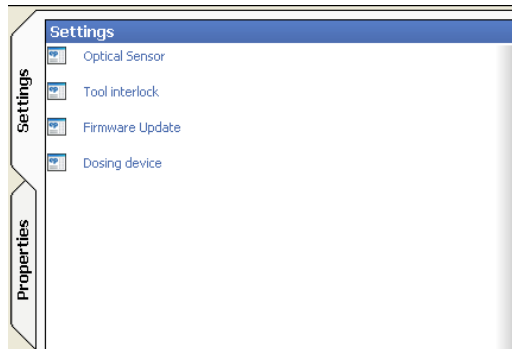 Settings
Settings
Optical Sensor
Tool interlock
Firmware Update
Dosing device
Properties